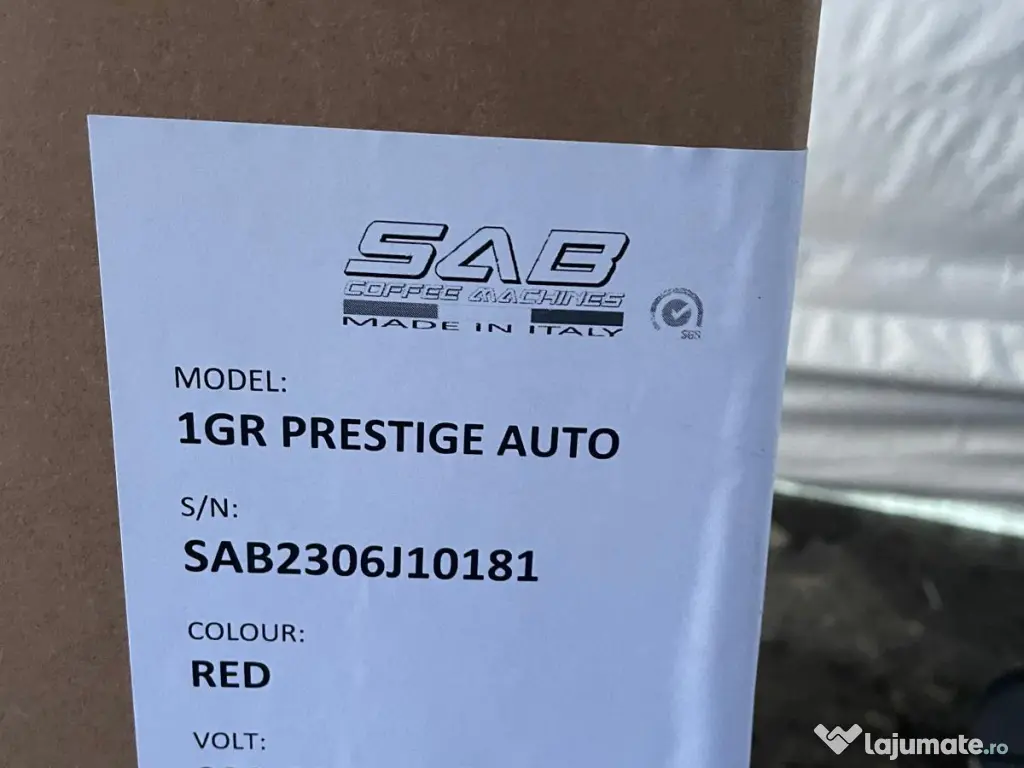 SAB
COFFEE MACHINES
MADE IN ITALY
SGS
MODEL:
1GR PRESTIGE AUTO
S/N:
SAB2306J10181
COLOUR:
RED
VOLT:
lajumate.ro